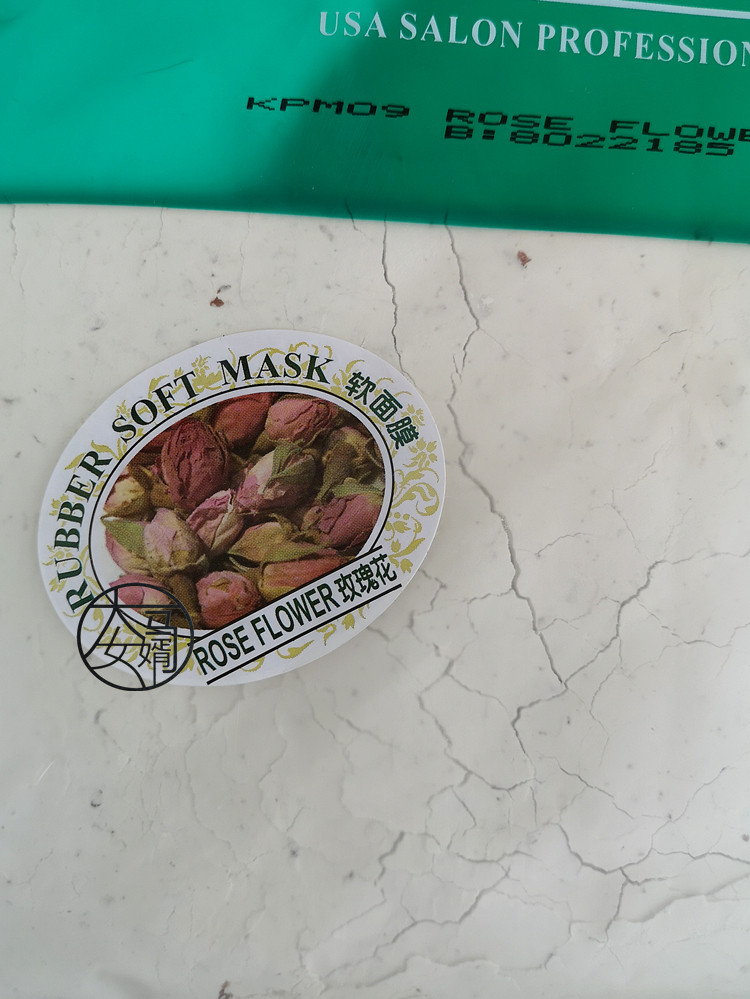 USA SALON PROFESSION
KPM09 ROSE FLOWE
B:8022185
RUBBER SOFT MASK 软面膜
ROSE FLOWER 玫瑰花